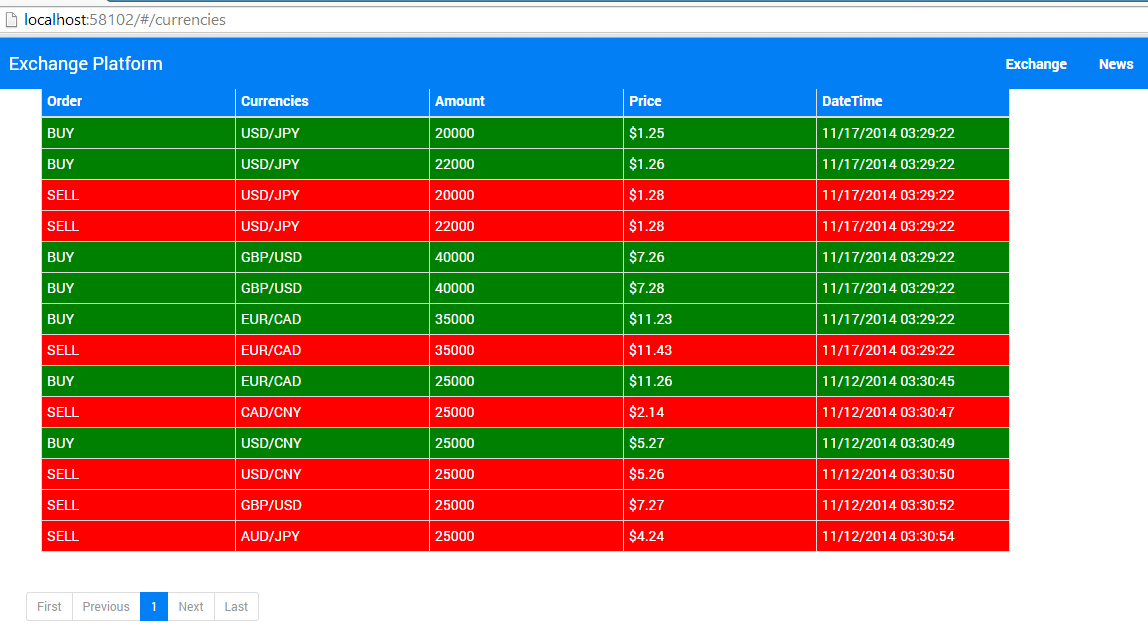 localhost:58102/#/currencies
Exchange Platform Exchange News
Order Currencies Amount Price DateTime
BUY USD/JPY 20000 $1.25 11/17/2014 03:29:22
BUY USD/JPY 22000 $1.26 11/17/2014 03:29:22
SELL USD/JPY 20000 $1.28 11/17/2014 03:29:22
SELL USD/JPY 22000 $1.28 11/17/2014 03:29:22
BUY GBP/USD 40000 $7.26 11/17/2014 03:29:22
BUY GBP/USD 40000 $7.28 11/17/2014 03:29:22
BUY EUR/CAD 35000 $11.23 11/17/2014 03:29:22
SELL EUR/CAD 35000 $11.43 11/17/2014 03:29:22
BUY EUR/CAD 25000 $11.26 11/12/2014 03:30:45
SELL CAD/CNY 25000 $2.14 11/12/2014 03:30:47
BUY USD/CNY 25000 $5.27 11/12/2014 03:30:49
SELL USD/CNY 25000 $5.26 11/12/2014 03:30:50
SELL GBP/USD 25000 $7.27 11/12/2014 03:30:52
SELL AUD/JPY 25000 $4.24 11/12/2014 03:30:54
First Previous 1 Next Last